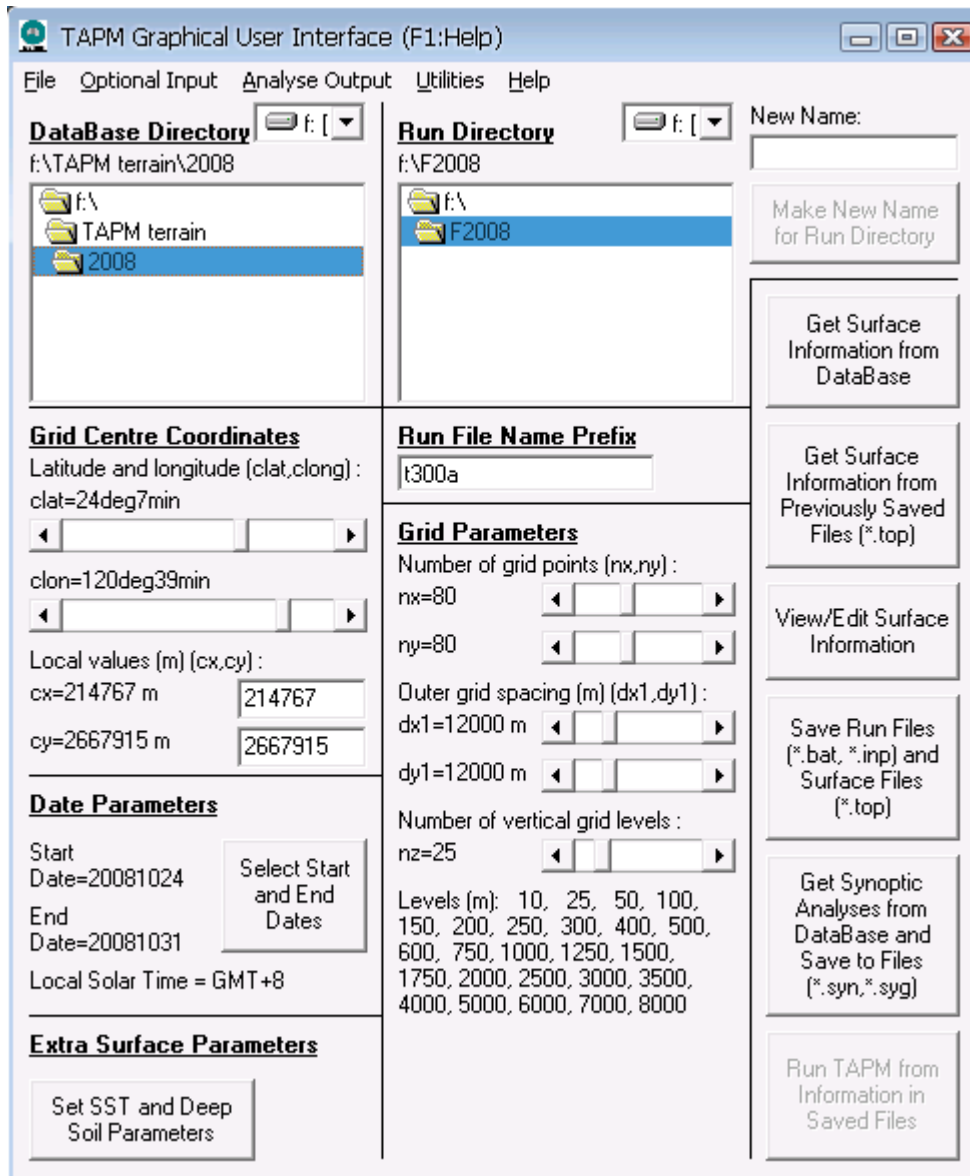 TAPM Graphical User Interface (F1:Help)
File Optional Input Analyse Output Utilities Help
DataBase Directory
f: [
f:\TAPM terrain\2008
f:\
TAPM terrain
2008
Run Directory
f: [
f:\F2008
f:\
F2008
New Name:
Make New Name
for Run Directory
Grid Centre Coordinates
Latitude and longitude (clat,clong) :
clat=24deg7min
clon=120deg39min
Local values (m) (cx,cy) :
cx=214767 m
214767
cy=2667915 m
2667915
Date Parameters
Start
Date=20081024
End
Date=20081031
Select Start
and End
Dates
Local Solar Time = GMT+8
Extra Surface Parameters
Set SST and Deep
Soil Parameters
Run File Name Prefix
t300a
Grid Parameters
Number of grid points (nx,ny) :
nx=80
ny=80
Outer grid spacing (m) (dx1,dy1) :
dx1=12000 m
dy1=12000 m
Number of vertical grid levels :
nz=25
Levels (m): 10, 25, 50, 100,
150, 200, 250, 300, 400, 500,
600, 750, 1000, 1250, 1500,
1750, 2000, 2500, 3000, 3500,
4000, 5000, 6000, 7000, 8000
Get Surface
Information from
DataBase
Get Surface
Information from
Previously Saved
Files (*.top)
View/Edit Surface
Information
Save Run Files
(*.bat, *.inp) and
Surface Files
(*.top)
Get Synoptic
Analyses from
DataBase and
Save to Files
(*.syn,*.syg)
Run TAPM from
Information in
Saved Files